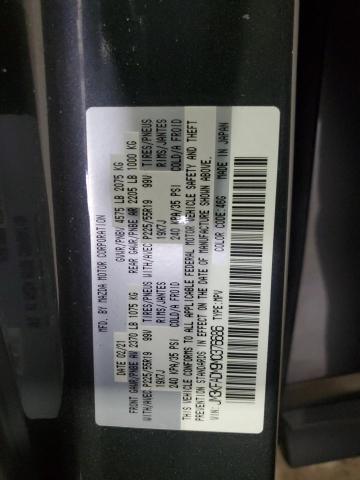 MFD. BY MAZDA MOTOR CORPORATION
DATE: 02/21 GVWR/PNBV 4575 LB 2075 KG
FRONT GAWR/PNBE AV 2370 LB 1075 KG REAR GAWR/PNBE AR 2205 LB 1000 KG
WITH/AVEC P225/55R19 99V TIRES/PNEUS WITH/AVEC P225/55R19 99V TIRES/PNEUS
19X7J RIMS/JANTES 19X7J RIMS/JANTES
240 KPA/35 PSI COLD/A FROID 240 KPA/35 PSI COLD/A FROID
THIS VEHICLE CONFORMS TO ALL APPLICABLE FEDERAL MOTOR VEHICLE SAFETY AND THEFT
PREVENTION STANDARDS IN EFFECT ON THE DATE OF MANUFACTURE SHOWN ABOVE.
VIN: MPV MADE IN JAPAN
COLOR CODE: 46G